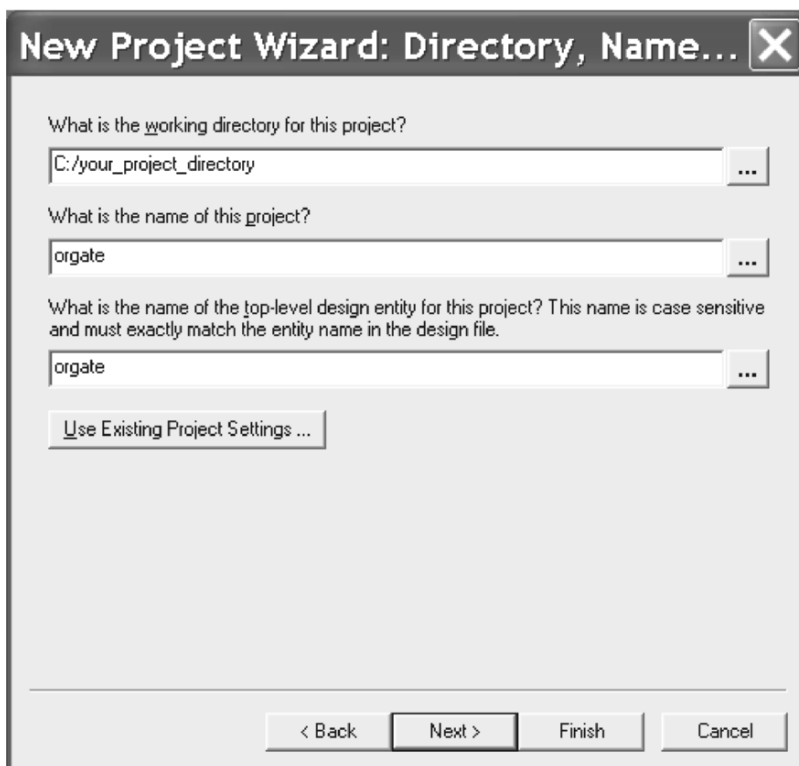 New Project Wizard: Directory, Name...
What is the working directory for this project?
C:/your_project_directory
...
What is the name of this project?
orgate
...
What is the name of the top-level design entity for this project? This name is case sensitive
and must exactly match the entity name in the design file.
orgate
...
Use Existing Project Settings ...
< Back
Next >
Finish
Cancel